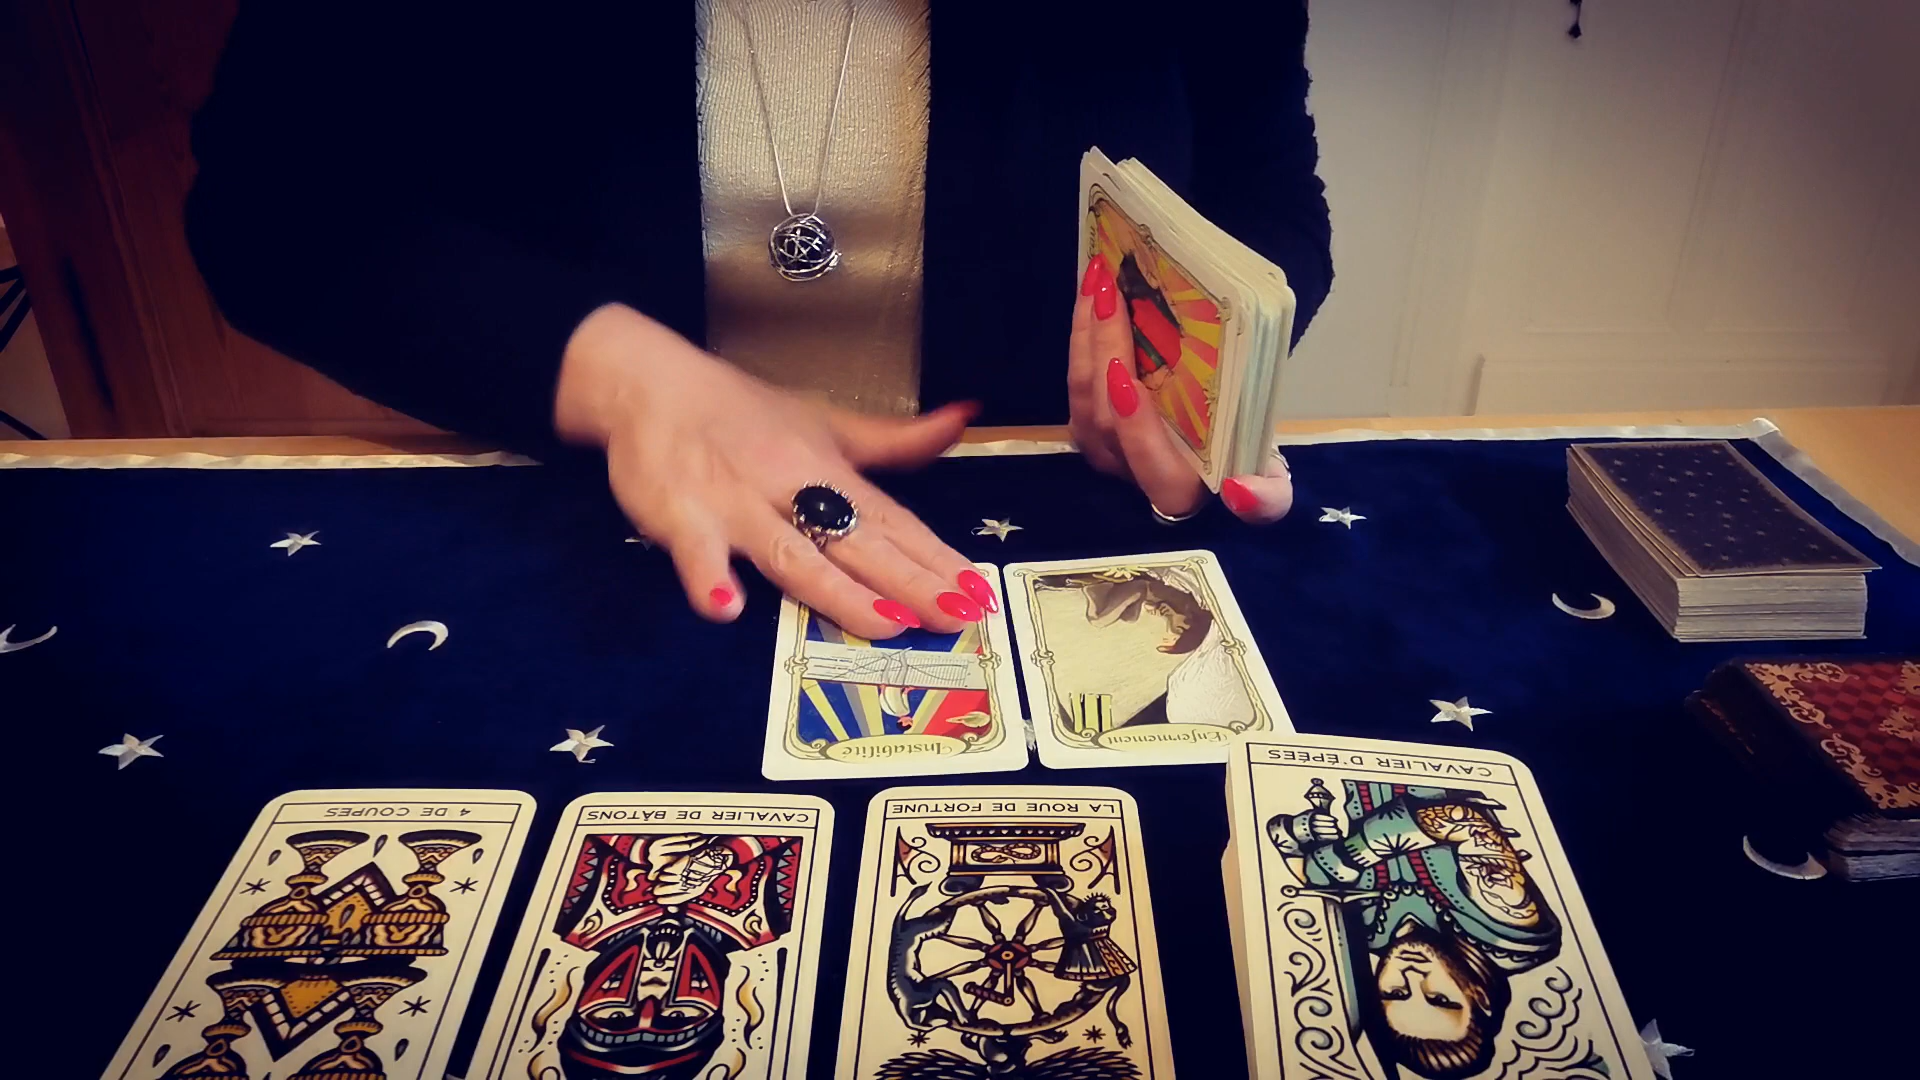 Instabilité
Enfermement
4 DE COUPES
CAVALIER DE BÂTONS
LA ROUE DE FORTUNE
CAVALIER D'ÉPÉES